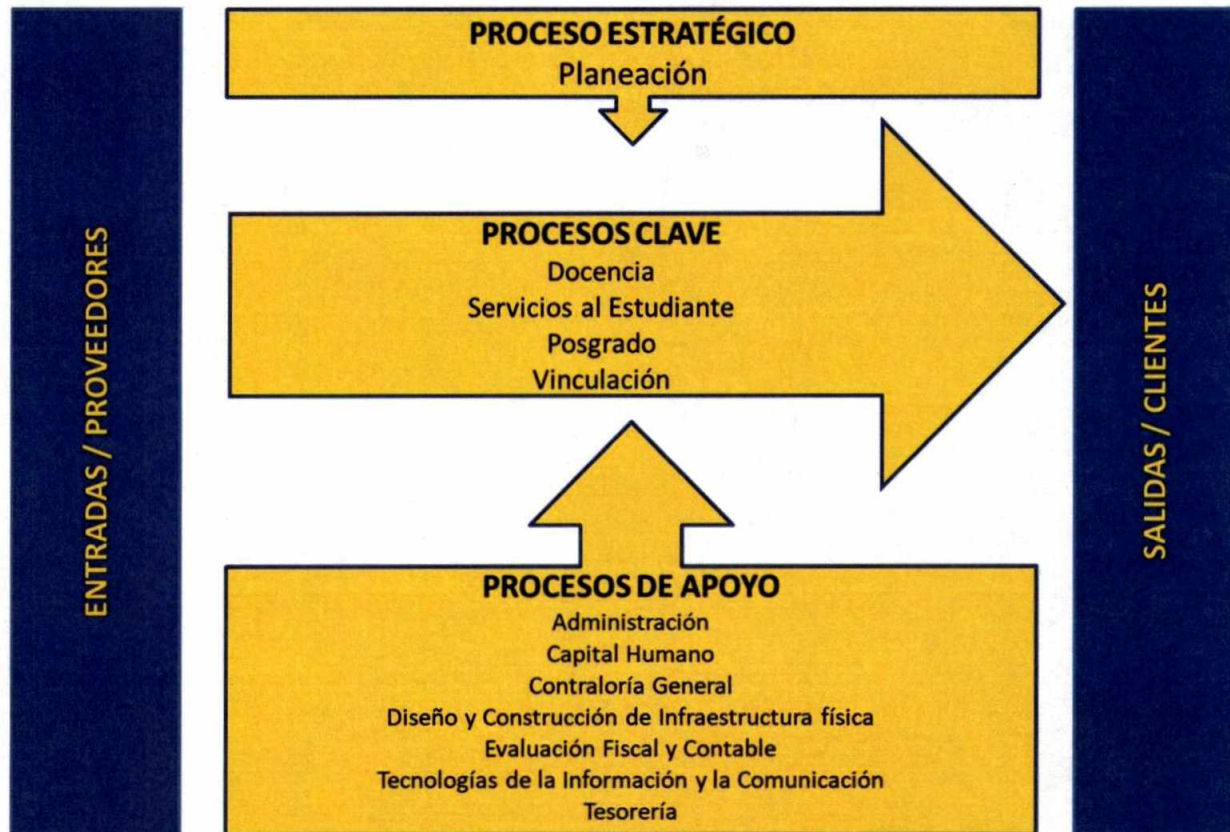 ENTRADAS / PROVEEDORES
PROCESO ESTRATÉGICO
Planeación
PROCESOS CLAVE
Docencia
Servicios al Estudiante
Posgrado
Vinculación
PROCESOS DE APOYO
Administración
Capital Humano
Contraloría General
Diseño y Construcción de Infraestructura física
Evaluación Fiscal y Contable
Tecnologías de la Información y la Comunicación
Tesorería
SALIDAS / CLIENTES